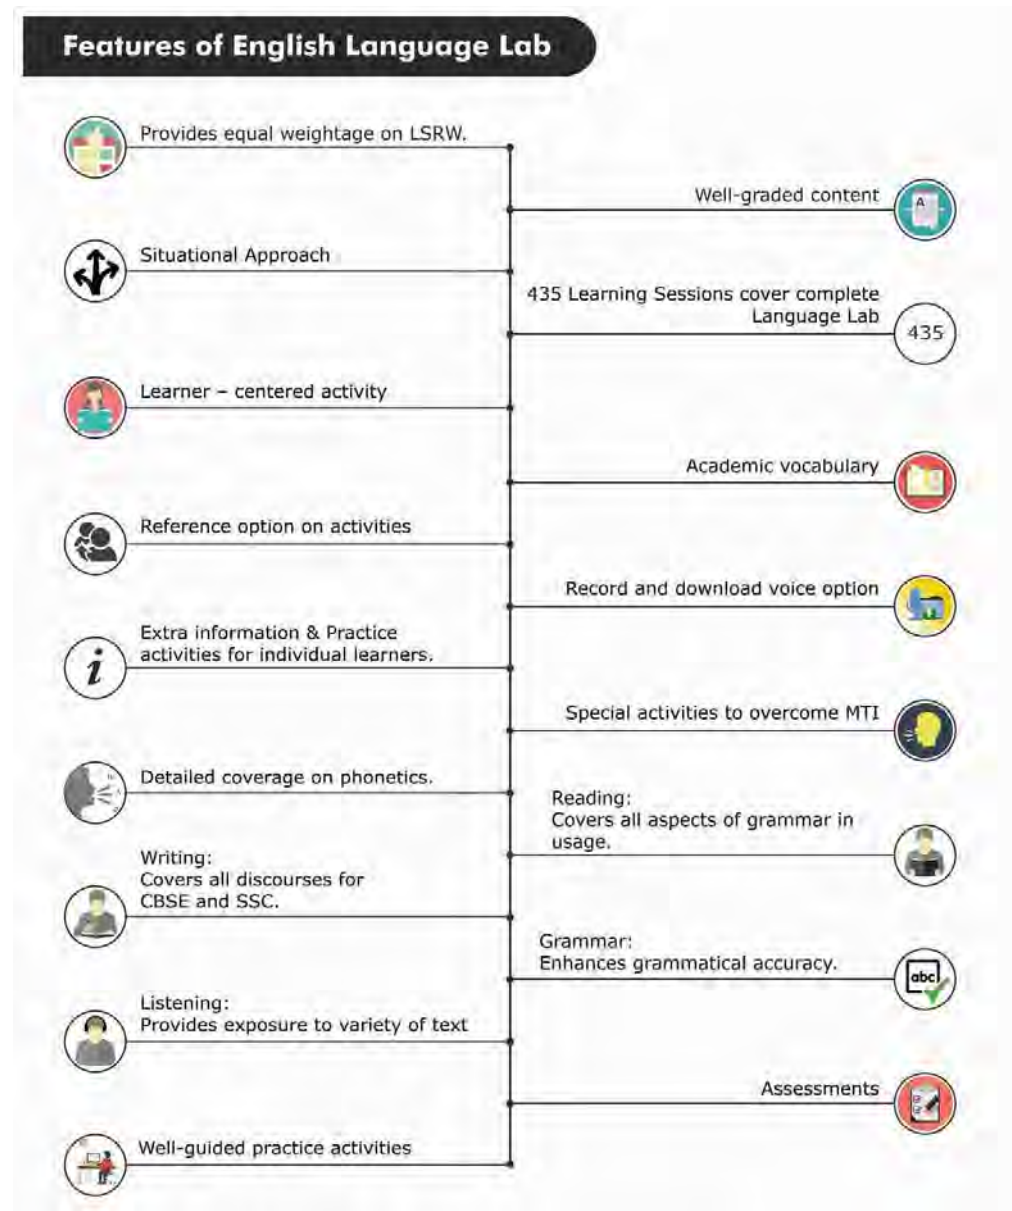 Features of English Language Lab
Provides equal weightage on LSRW.
Well-graded content
A
Situational Approach
435 Learning Sessions cover complete
Language Lab
435
Learner – centered activity
Academic vocabulary
Reference option on activities
Record and download voice option
Extra information & Practice
activities for individual learners.
i
Special activities to overcome MTI
Detailed coverage on phonetics.
Reading:
Covers all aspects of grammar in
usage.
Writing:
Covers all discourses for
CBSE and SSC.
Grammar:
Enhances grammatical accuracy.
abc
Listening:
Provides exposure to variety of text
Assessments
Well-guided practice activities